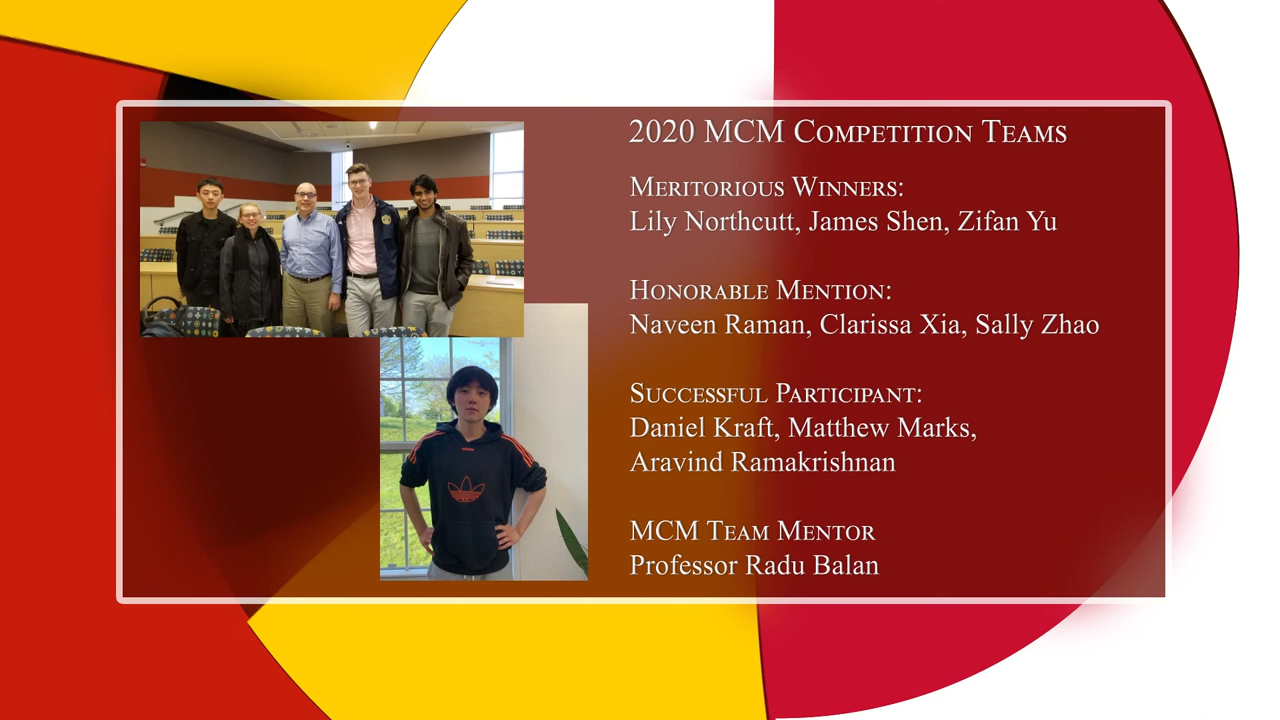 2020 MCM Competition Teams
Meritorious Winners:
Lily Northcutt, James Shen, Zifan Yu
Honorable Mention:
Naveen Raman, Clarissa Xia, Sally Zhao
Successful Participant:
Daniel Kraft, Matthew Marks,
Aravind Ramakrishnan
MCM Team Mentor
Professor Radu Balan